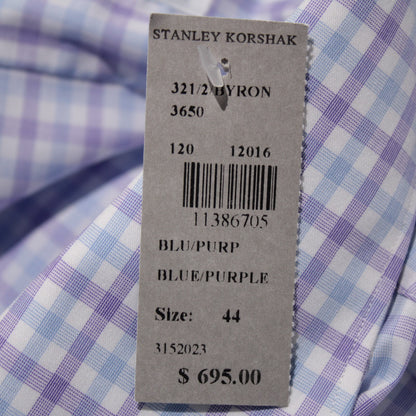 STANLEY KORSHAK
321/2/BYRON
3650
120 12016
11386705
BLU/PURP
BLUE/PURPLE
Size: 44
3152023
$ 695.00